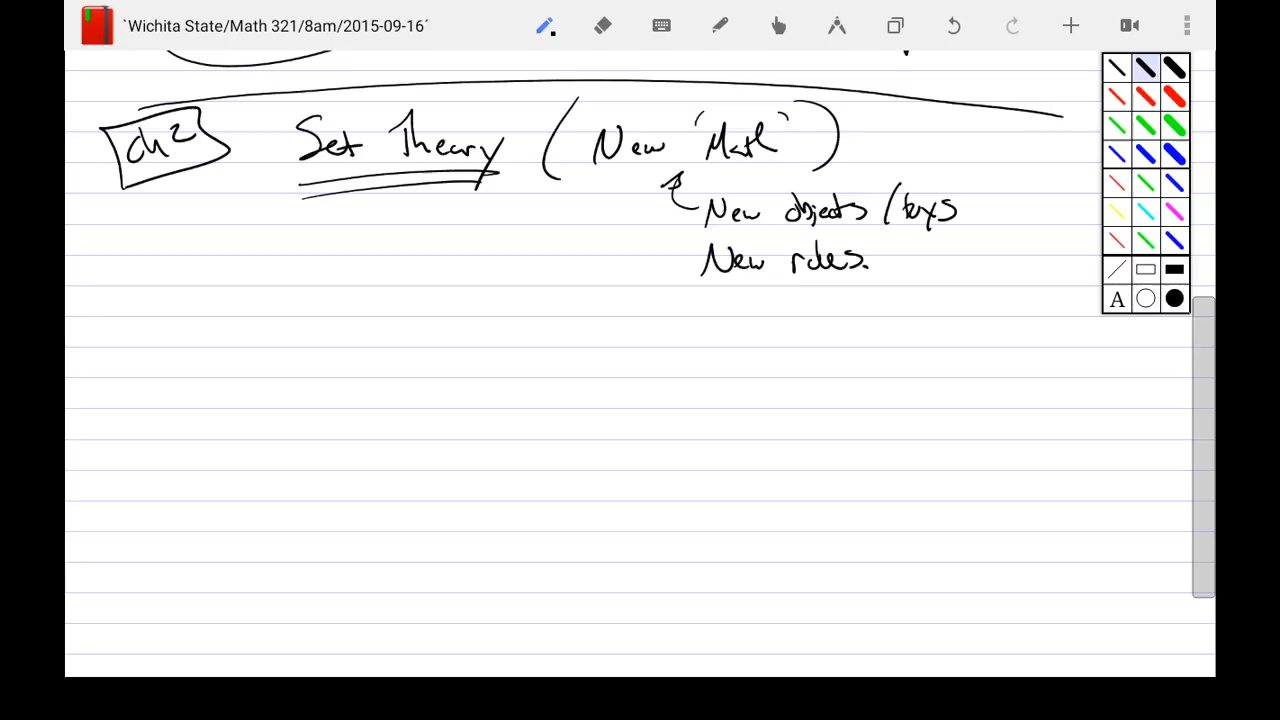 `Wichita State/Math 321/8am/2015-09-16´
Ch 2 Set Theory ( New "Math" )
New objects / toys
New rules.
A